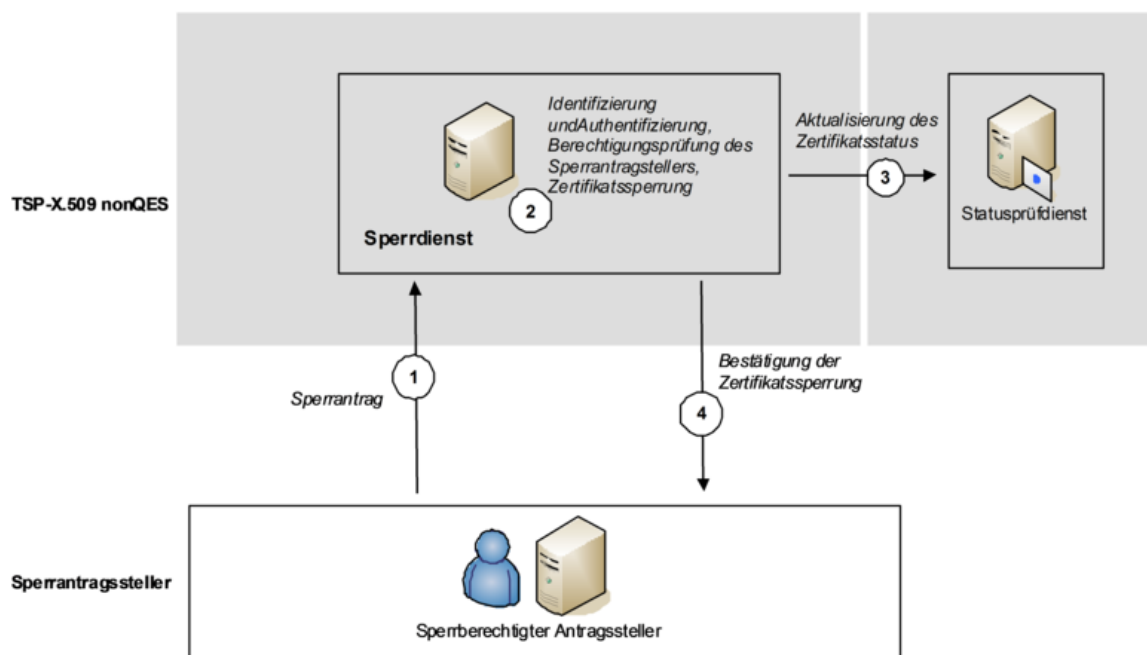 TSP-X.509 nonQES
Identifizierung
undAuthentifizierung,
Berechtigungsprüfung des
Sperrantragstellers,
Zertifikatssperrung
2
Sperrdienst
Aktualisierung des
Zertifikatsstatus
3
Statusprüfdienst
1
Sperrantrag
Bestätigung der
Zertifikatssperrung
4
Sperrantragssteller
Sperrberechtigter Antragssteller